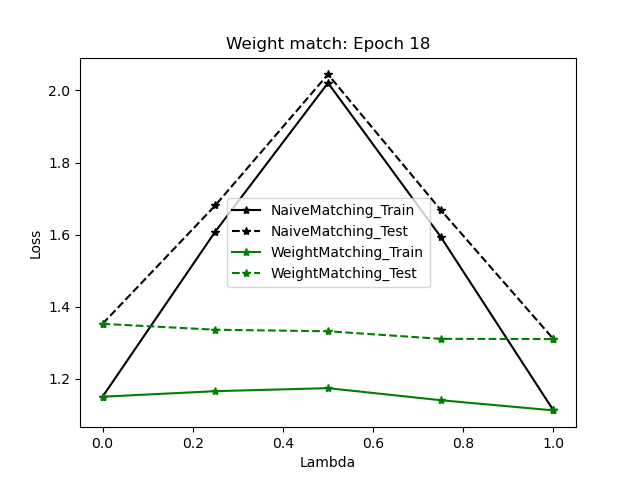 Weight match: Epoch 18
Loss
2.0
1.8
1.6
1.4
1.2
NaiveMatching_Train
NaiveMatching_Test
WeightMatching_Train
WeightMatching_Test
0.0 0.2 0.4 0.6 0.8 1.0
Lambda